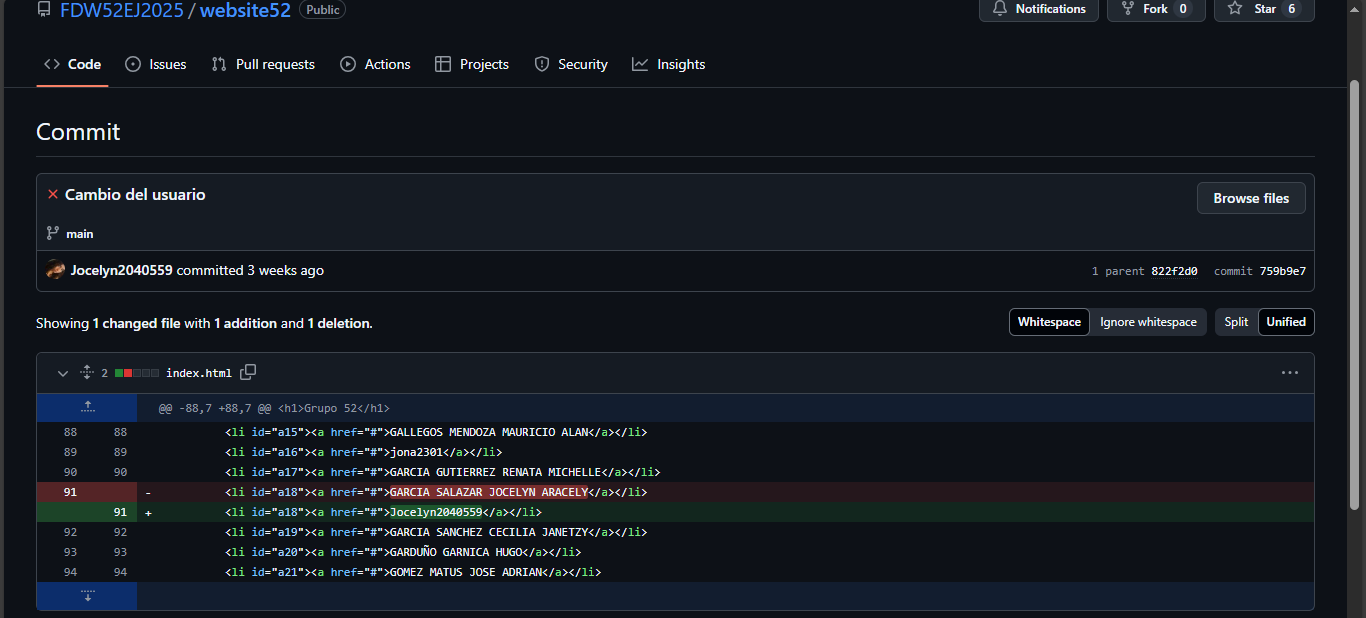 FDW52EJ2025 / website52 Public Notifications Fork 0 Star 6
Code Issues Pull requests Actions Projects Security Insights
Commit
Cambio del usuario
Browse files
main
Jocelyn2040559 committed 3 weeks ago 1 parent 822f2d0 commit 759b9e7
Showing 1 changed file with 1 addition and 1 deletion. Whitespace Ignore whitespace Split Unified
2 index.html
@@ -88,7 +88,7 @@ <h1>Grupo 52</h1>
88 88 <li id="a15"><a href="#">GALLEGOS MENDOZA MAURICIO ALAN</a></li>
89 89 <li id="a16"><a href="#">jona2301</a></li>
90 90 <li id="a17"><a href="#">GARCIA GUTIERREZ RENATA MICHELLE</a></li>
91 - <li id="a18"><a href="#">GARCIA SALAZAR JOCELYN ARACELY</a></li>
91 + <li id="a18"><a href="#">Jocelyn2040559</a></li>
92 92 <li id="a19"><a href="#">GARCIA SANCHEZ CECILIA JANETZY</a></li>
93 93 <li id="a20"><a href="#">GARDUÑO GARNICA HUGO</a></li>
94 94 <li id="a21"><a href="#">GOMEZ MATUS JOSE ADRIAN</a></li>